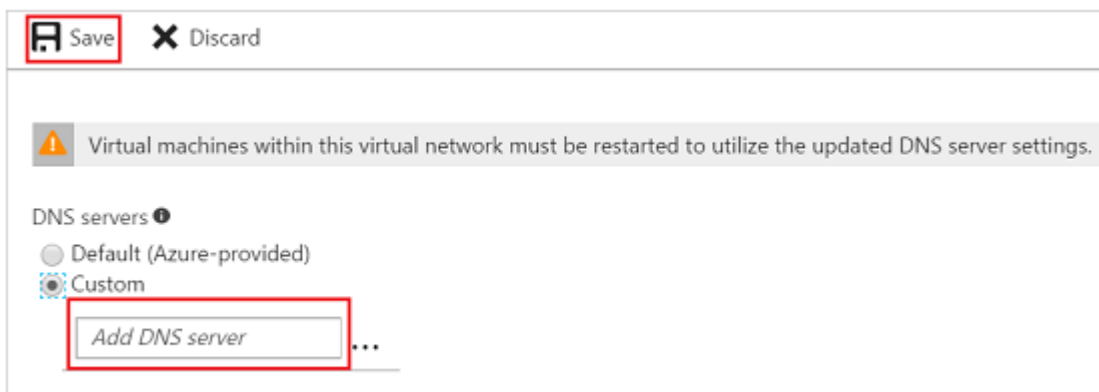 Save Discard
Virtual machines within this virtual network must be restarted to utilize the updated DNS server settings.
DNS servers
Default (Azure-provided)
Custom
Add DNS server ...